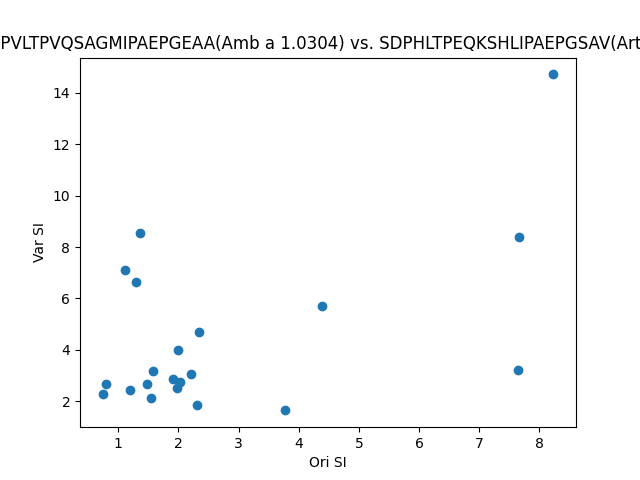 PVLTPVQSAGMIPAEPGEAA(Amb a 1.0304) vs. SDPHLTPEQKSHLIPAEPGSAV(Art
14
12
10
8
6
4
2
Var SI
1 2 3 4 5 6 7 8
Ori SI